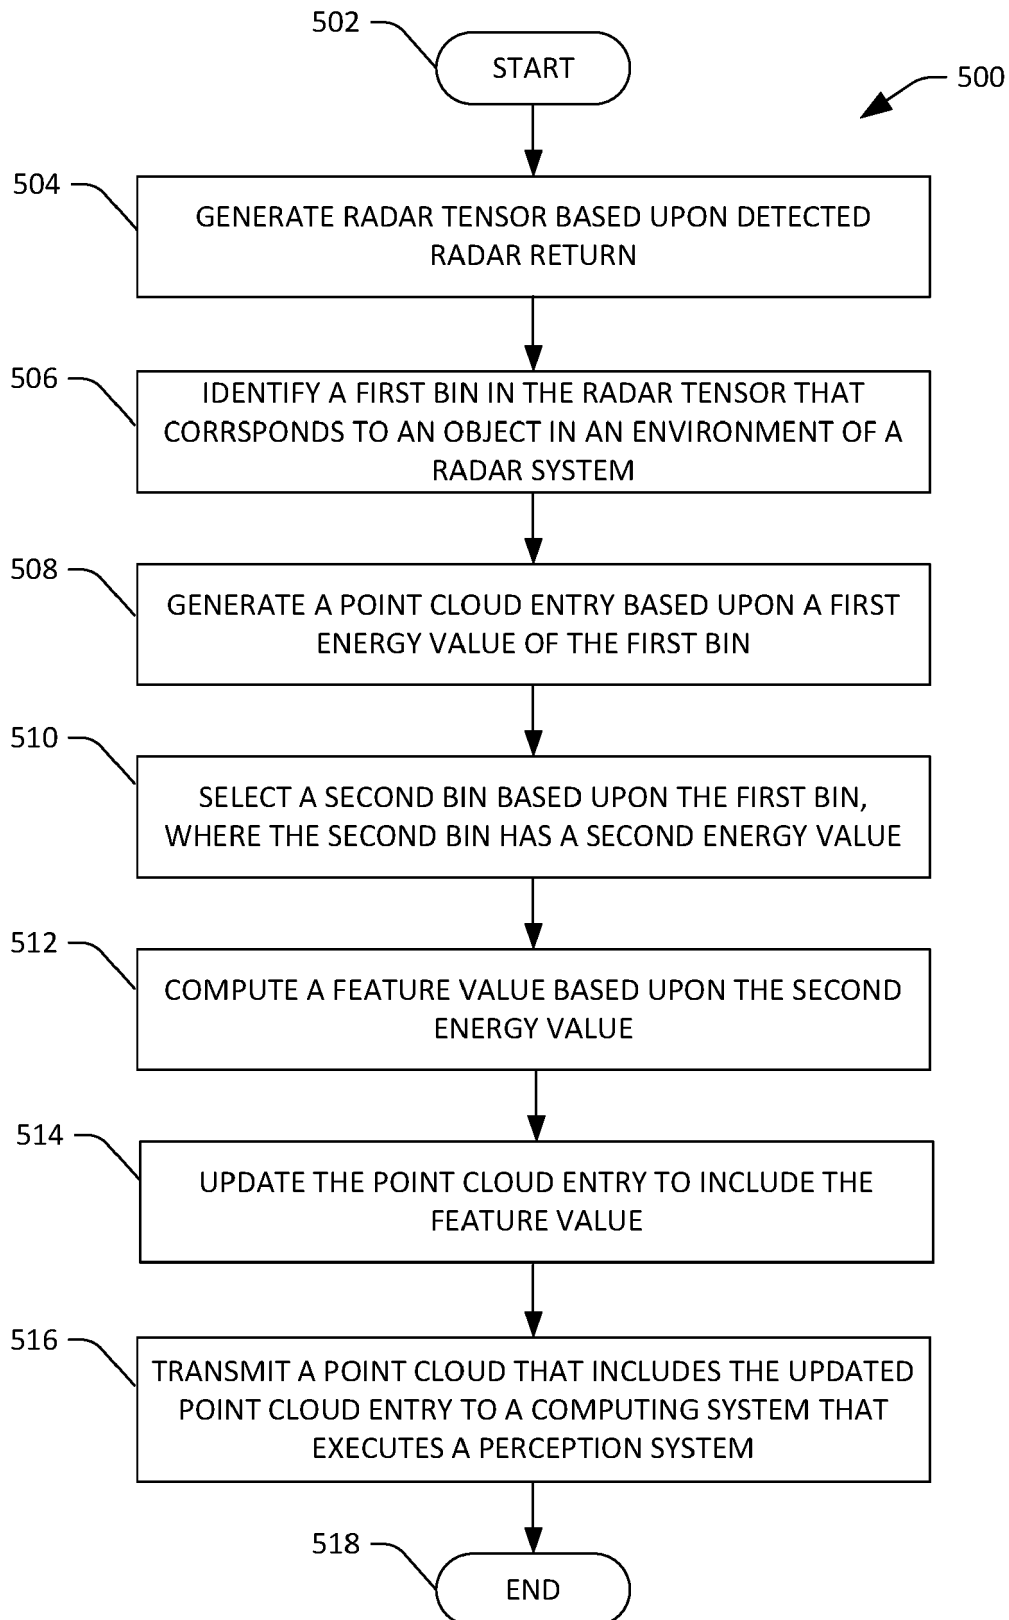 502
START
500
504
GENERATE RADAR TENSOR BASED UPON DETECTED
RADAR RETURN
506
IDENTIFY A FIRST BIN IN THE RADAR TENSOR THAT
CORRSPONDS TO AN OBJECT IN AN ENVIRONMENT OF A
RADAR SYSTEM
508
GENERATE A POINT CLOUD ENTRY BASED UPON A FIRST
ENERGY VALUE OF THE FIRST BIN
510
SELECT A SECOND BIN BASED UPON THE FIRST BIN,
WHERE THE SECOND BIN HAS A SECOND ENERGY VALUE
512
COMPUTE A FEATURE VALUE BASED UPON THE SECOND
ENERGY VALUE
514
UPDATE THE POINT CLOUD ENTRY TO INCLUDE THE
FEATURE VALUE
516
TRANSMIT A POINT CLOUD THAT INCLUDES THE UPDATED
POINT CLOUD ENTRY TO A COMPUTING SYSTEM THAT
EXECUTES A PERCEPTION SYSTEM
518
END